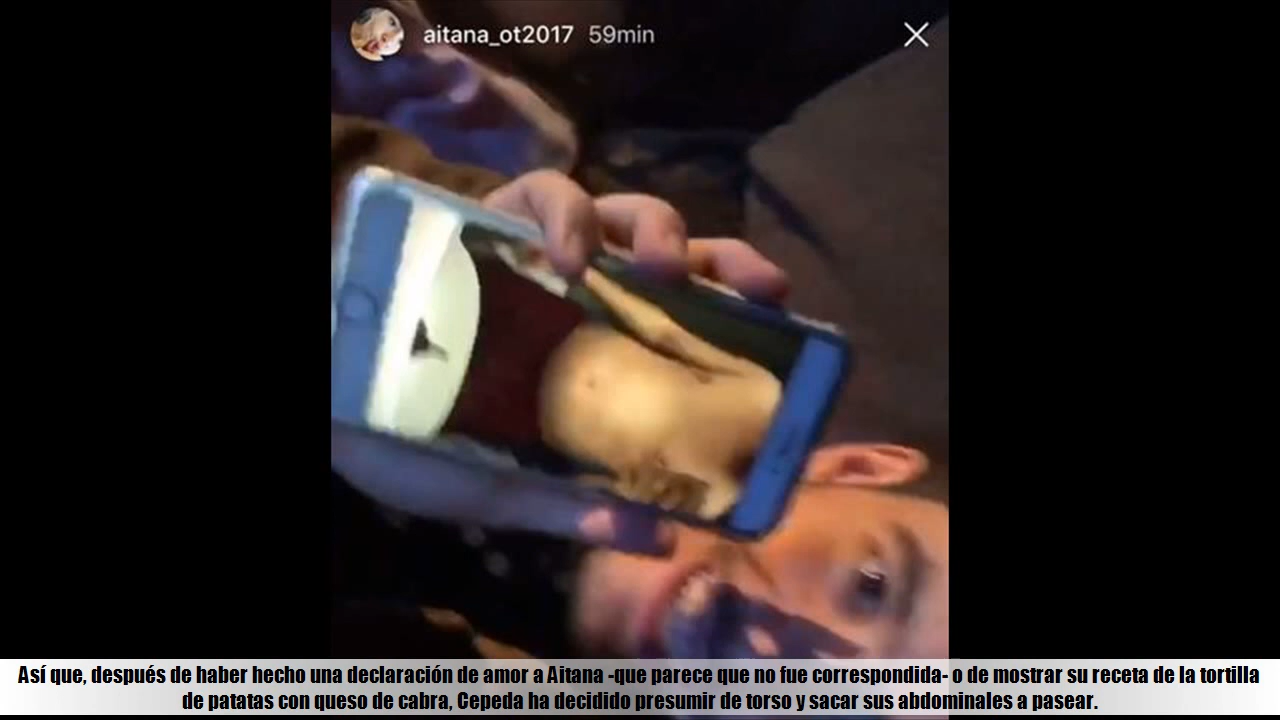 aitana_ot2017 59min
Así que, después de haber hecho una declaración de amor a Aitana -que parece que no fue correspondida- o de mostrar su receta de la tortilla
de patatas con queso de cabra, Cepeda ha decidido presumir de torso y sacar sus abdominales a pasear.